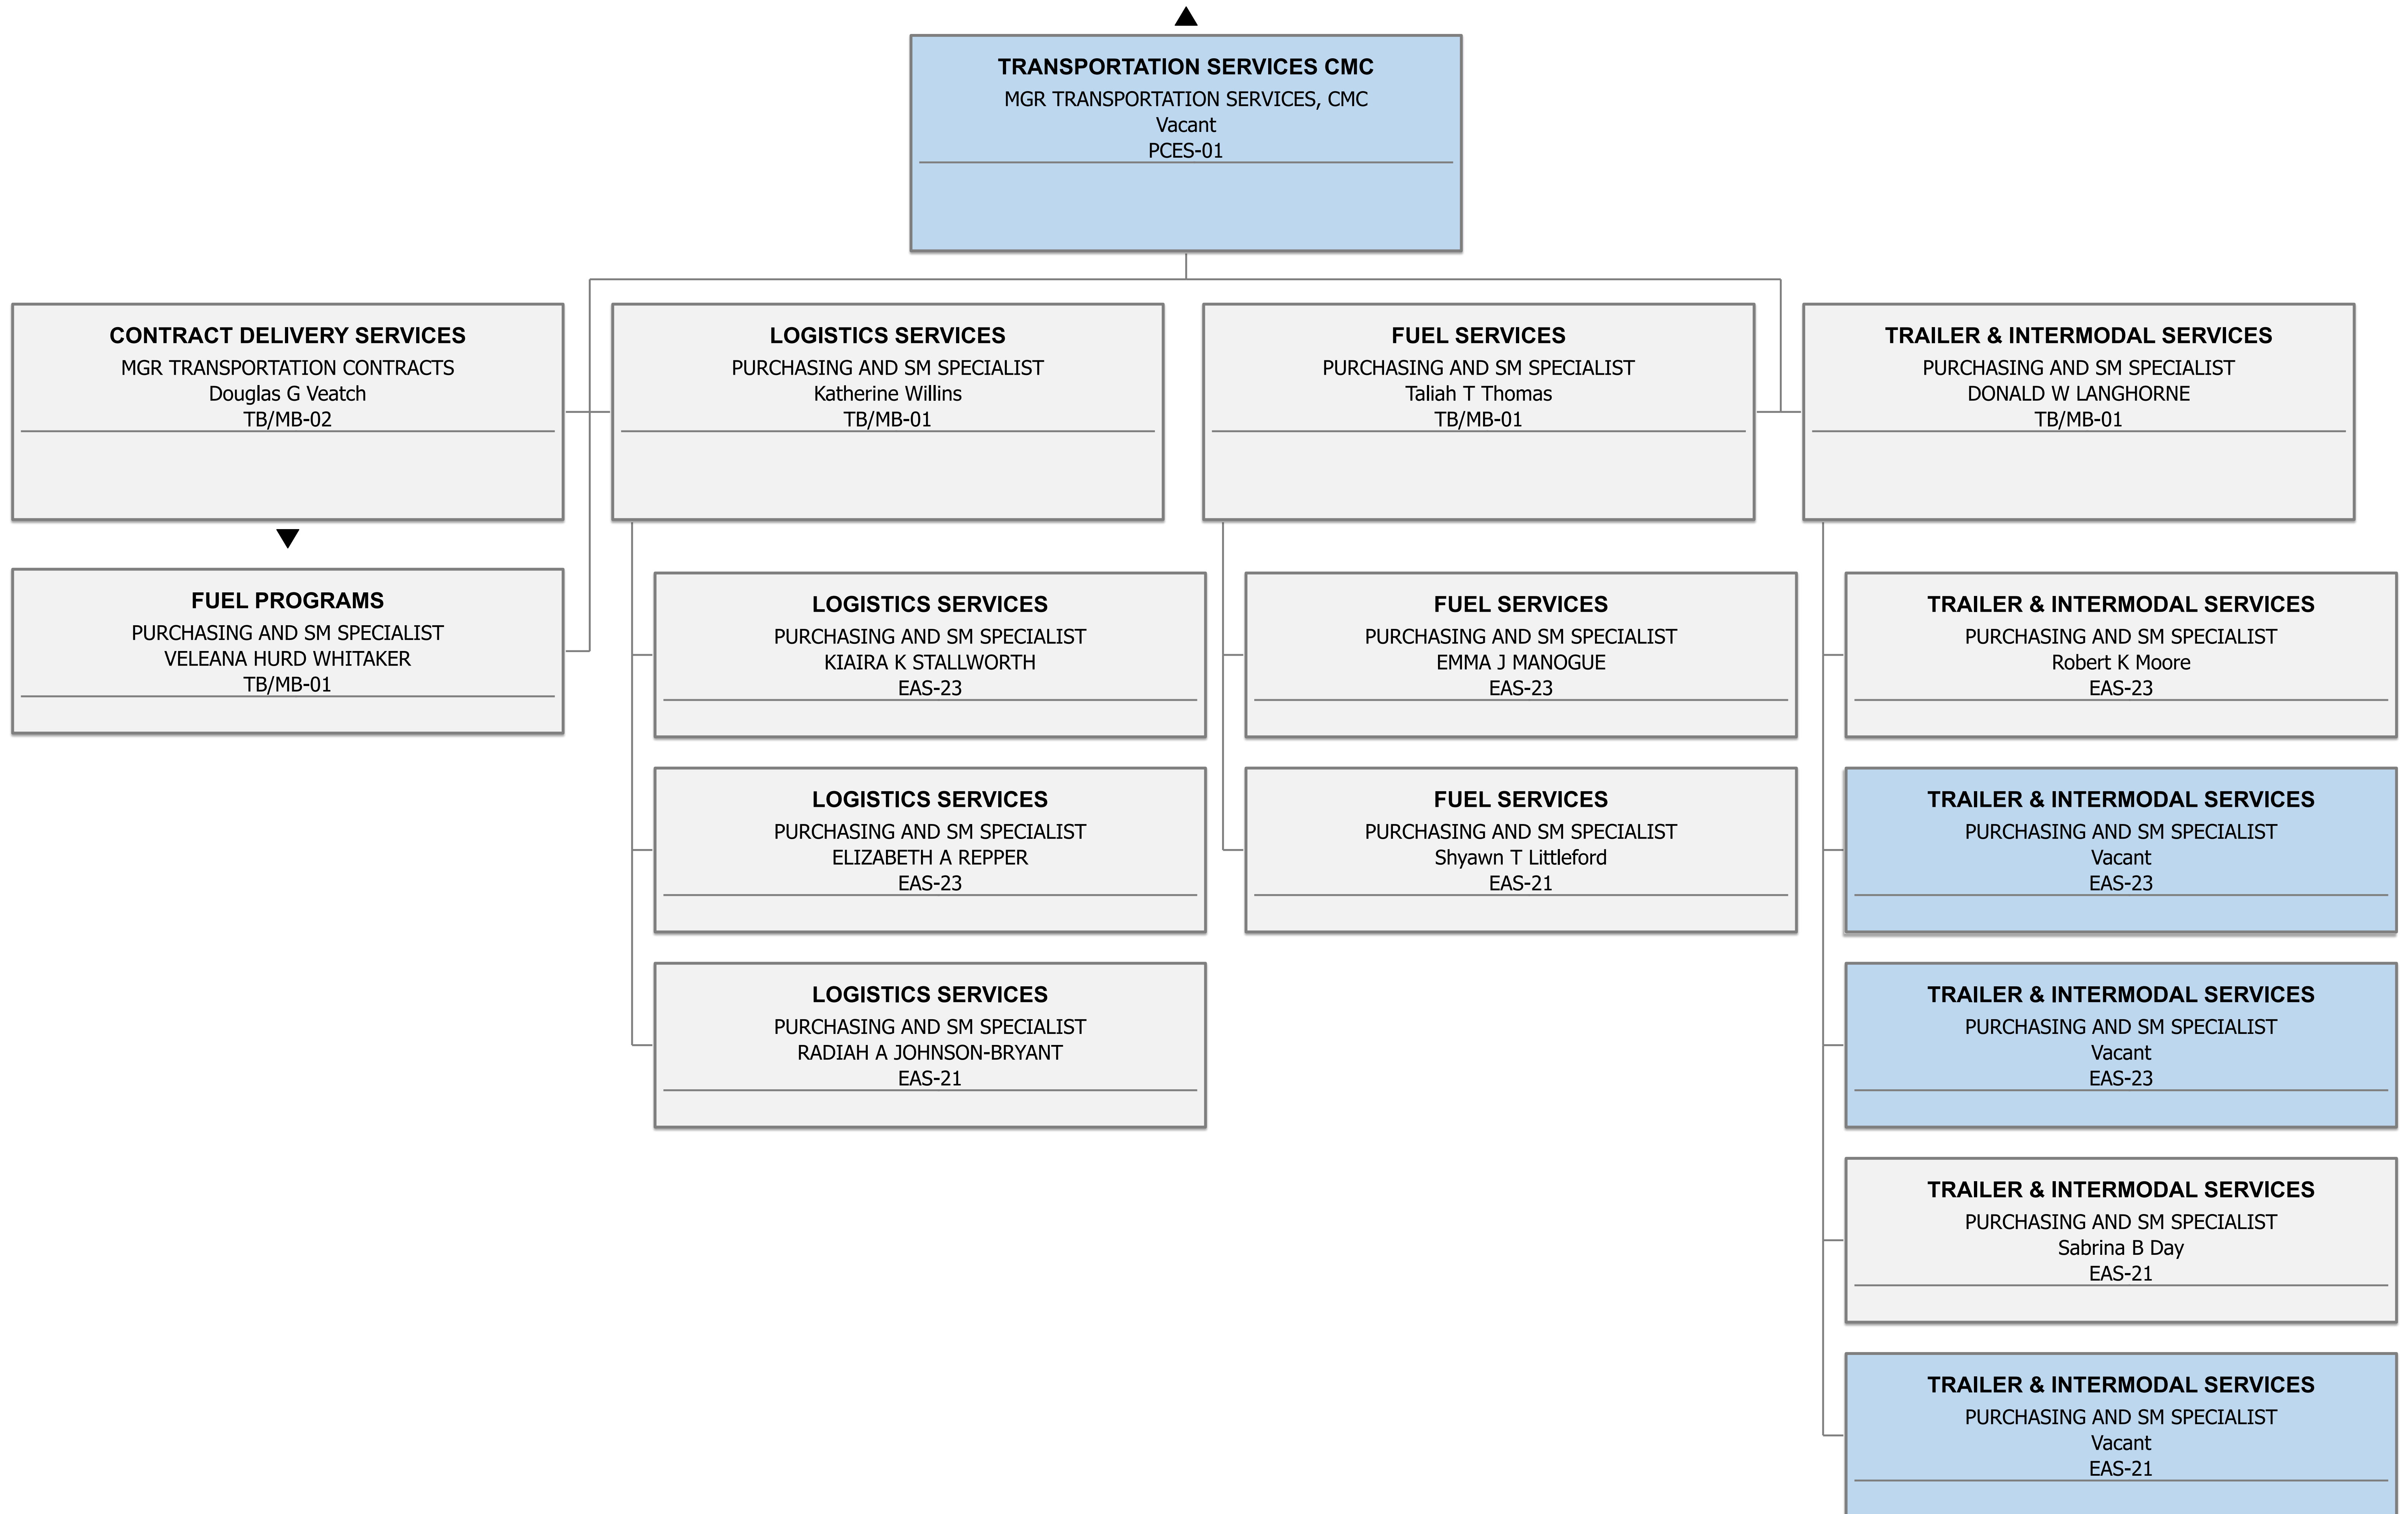 TRANSPORTATION SERVICES CMC
MGR TRANSPORTATION SERVICES, CMC
Vacant
PCES-01
CONTRACT DELIVERY SERVICES
MGR TRANSPORTATION CONTRACTS
Douglas G Veatch
TB/MB-02
LOGISTICS SERVICES
PURCHASING AND SM SPECIALIST
Katherine Willins
TB/MB-01
FUEL SERVICES
PURCHASING AND SM SPECIALIST
Taliah T Thomas
TB/MB-01
TRAILER & INTERMODAL SERVICES
PURCHASING AND SM SPECIALIST
DONALD W LANGHORNE
TB/MB-01
FUEL PROGRAMS
PURCHASING AND SM SPECIALIST
VELEANA HURD WHITAKER
TB/MB-01
LOGISTICS SERVICES
PURCHASING AND SM SPECIALIST
KIAIRA K STALLWORTH
EAS-23
FUEL SERVICES
PURCHASING AND SM SPECIALIST
EMMA J MANOGUE
EAS-23
TRAILER & INTERMODAL SERVICES
PURCHASING AND SM SPECIALIST
Robert K Moore
EAS-23
LOGISTICS SERVICES
PURCHASING AND SM SPECIALIST
ELIZABETH A REPPER
EAS-23
FUEL SERVICES
PURCHASING AND SM SPECIALIST
Shyawn T Littleford
EAS-21
TRAILER & INTERMODAL SERVICES
PURCHASING AND SM SPECIALIST
Vacant
EAS-23
LOGISTICS SERVICES
PURCHASING AND SM SPECIALIST
RADIAH A JOHNSON-BRYANT
EAS-21
TRAILER & INTERMODAL SERVICES
PURCHASING AND SM SPECIALIST
Vacant
EAS-23
TRAILER & INTERMODAL SERVICES
PURCHASING AND SM SPECIALIST
Sabrina B Day
EAS-21
TRAILER & INTERMODAL SERVICES
PURCHASING AND SM SPECIALIST
Vacant
EAS-21